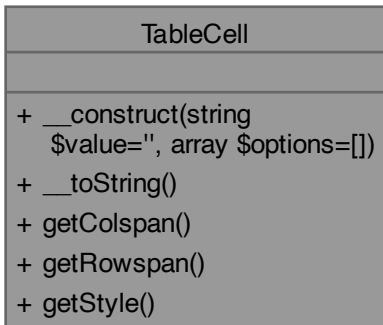 TableCell
+ __construct(string
$value='', array $options=[])
+ __toString()
+ getColspan()
+ getRowspan()
+ getStyle()